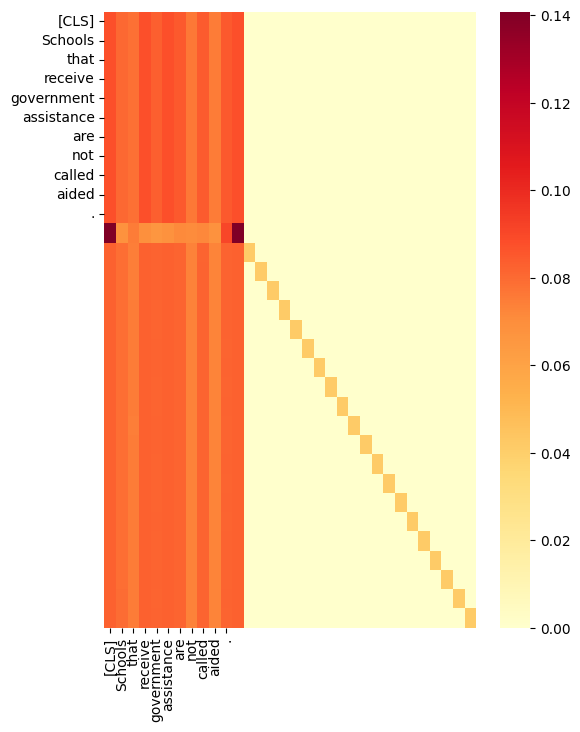 [CLS]
Schools
that
receive
government
assistance
are
not
called
aided
.
0.14
0.12
0.10
0.08
0.06
0.04
0.02
0.00
[CLS]
Schools
that
receive
government
assistance
are
not
called
aided
.